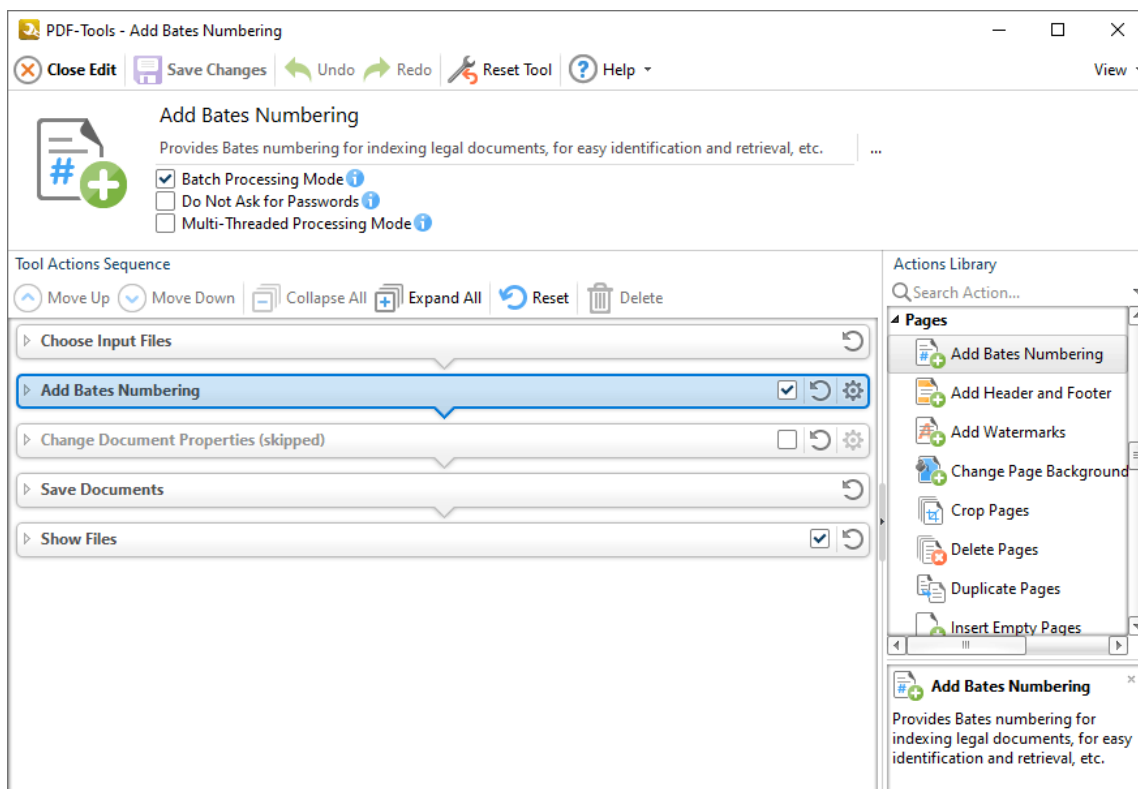 PDF-Tools - Add Bates Numbering
Close Edit Save Changes Undo Redo Reset Tool Help View
Add Bates Numbering
Provides Bates numbering for indexing legal documents, for easy identification and retrieval, etc. ...
Batch Processing Mode
Do Not Ask for Passwords
Multi-Threaded Processing Mode
Tool Actions Sequence
Move Up Move Down Collapse All Expand All Reset Delete
Choose Input Files
Add Bates Numbering
Change Document Properties (skipped)
Save Documents
Show Files
Actions Library
Search Action...
Pages
Add Bates Numbering
Add Header and Footer
Add Watermarks
Change Page Background
Crop Pages
Delete Pages
Duplicate Pages
Insert Empty Pages
Add Bates Numbering
Provides Bates numbering for
indexing legal documents, for easy
identification and retrieval, etc.